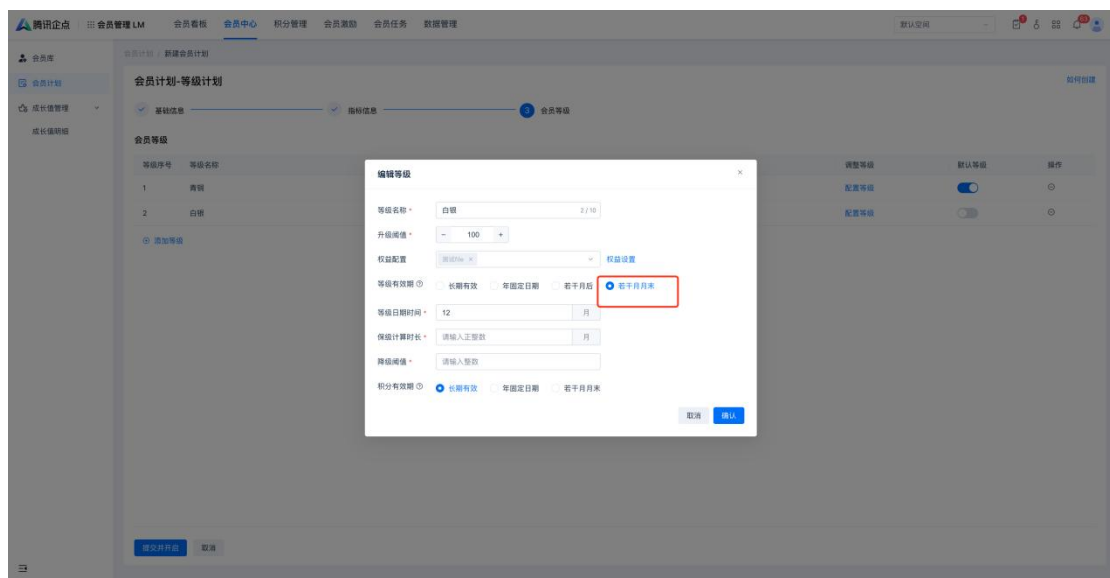 腾讯企点 会员管理 LM 会员看板 会员中心 积分管理 会员激励 会员任务 数据管理 默认空间
会员库
会员计划
成长值管理
成长值明细
会员计划 / 新建会员计划
会员计划-等级计划 如何创建
基础信息 指标信息 3 会员等级
会员等级
等级序号 等级名称 调整等级 默认等级 操作
1 青铜 配置等级
2 白银 配置等级
添加等级
编辑等级 ×
等级名称 * 白银 2 / 10
升级阈值 * − 100 +
权益配置 × 权益设置
等级有效期 ? 长期有效 年固定日期 若干月后 若干月月末
等级日期时间 * 12 月
保级计算时长 * 请输入正整数 月
降级阈值 * 请输入整数
积分有效期 ? 长期有效 年固定日期 若干月月末
取消 确认
提交并开启 取消